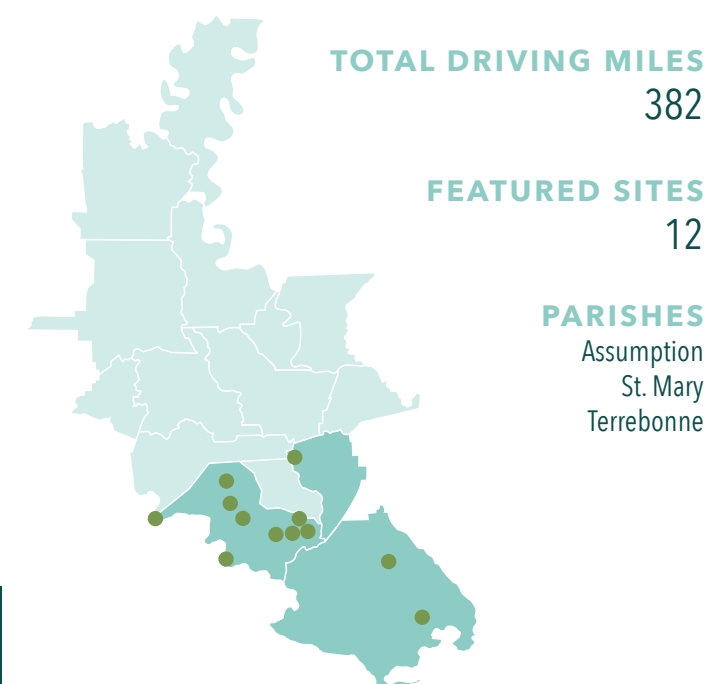 TOTAL DRIVING MILES
382
FEATURED SITES
12
PARISHES
Assumption
St. Mary
Terrebonne